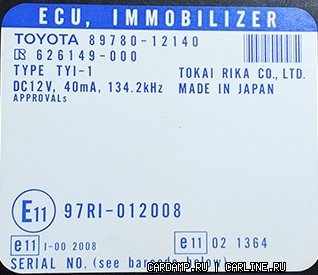 ECU, IMMOBILIZER
TOYOTA 89780-12140
R 626149-000
TYPE TYI-1 TOKAI RIKA CO., LTD.
DC12V, 40mA, 134.2kHz MADE IN JAPAN
APPROVALs
E11 97RI-012008
e11 I-00 2008 e11 02 1364
SERIAL NO. (see barcode below)
CARDAMP.RU | CARLINE.RU